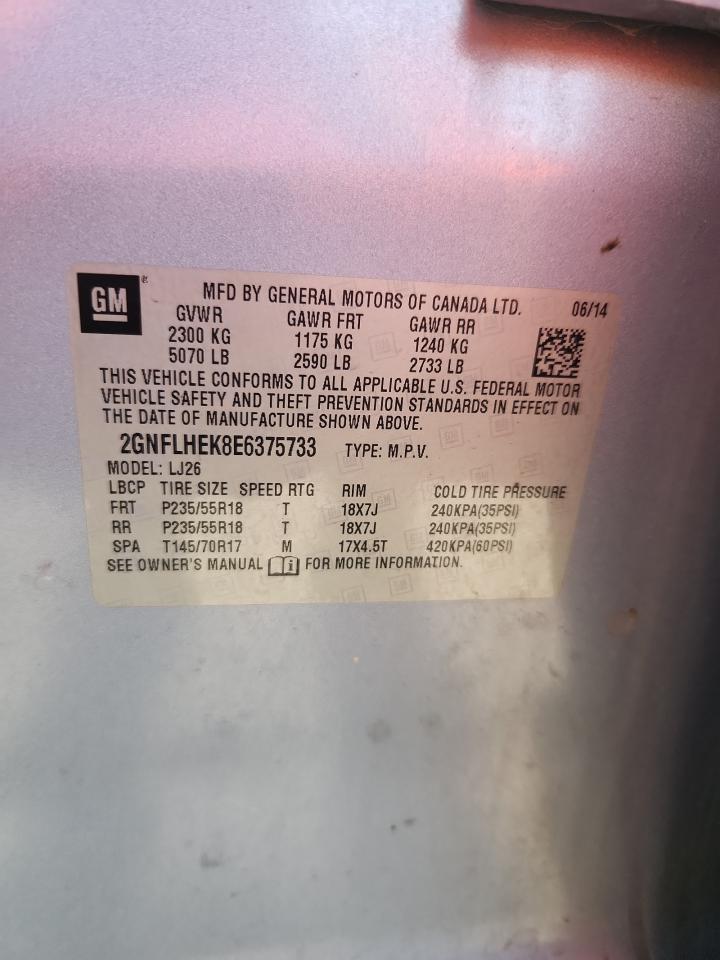 GM ® MFD BY GENERAL MOTORS OF CANADA LTD. 06/14
GVWR GAWR FRT GAWR RR
2300 KG 1175 KG 1240 KG
5070 LB 2590 LB 2733 LB
THIS VEHICLE CONFORMS TO ALL APPLICABLE U.S. FEDERAL MOTOR
VEHICLE SAFETY AND THEFT PREVENTION STANDARDS IN EFFECT ON
THE DATE OF MANUFACTURE SHOWN ABOVE.
2GNFLHEK8E6375733 TYPE: M.P.V.
MODEL: LJ26
LBCP TIRE SIZE SPEED RTG RIM COLD TIRE PRESSURE
FRT P235/55R18 T 18X7J 240KPA(35PSI)
RR P235/55R18 T 18X7J 240KPA(35PSI)
SPA T145/70R17 M 17X4.5T 420KPA(60PSI)
SEE OWNER'S MANUAL FOR MORE INFORMATION.